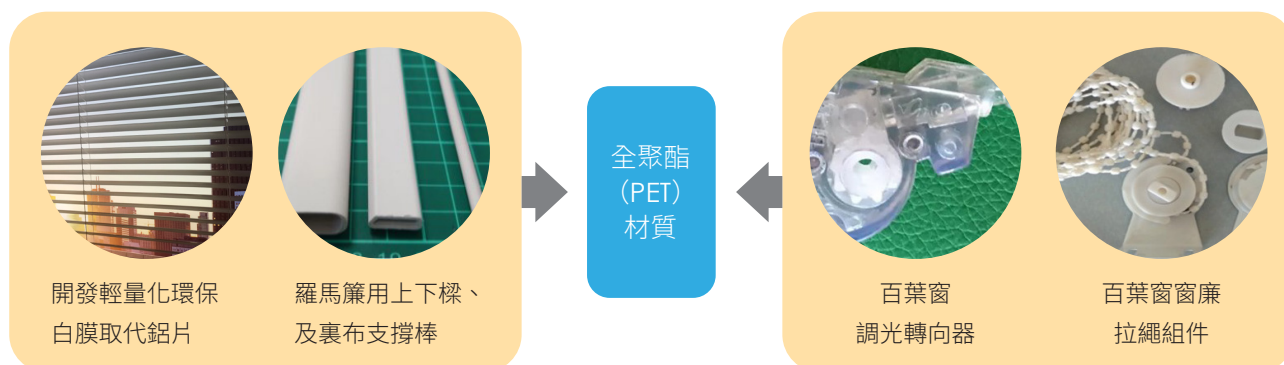 開發輕量化環保
白膜取代鋁片
羅馬簾用上下樑、
及裏布支撐棒
全聚酯
（PET）
材質
百葉窗
調光轉向器
百葉窗窗廉
拉繩組件